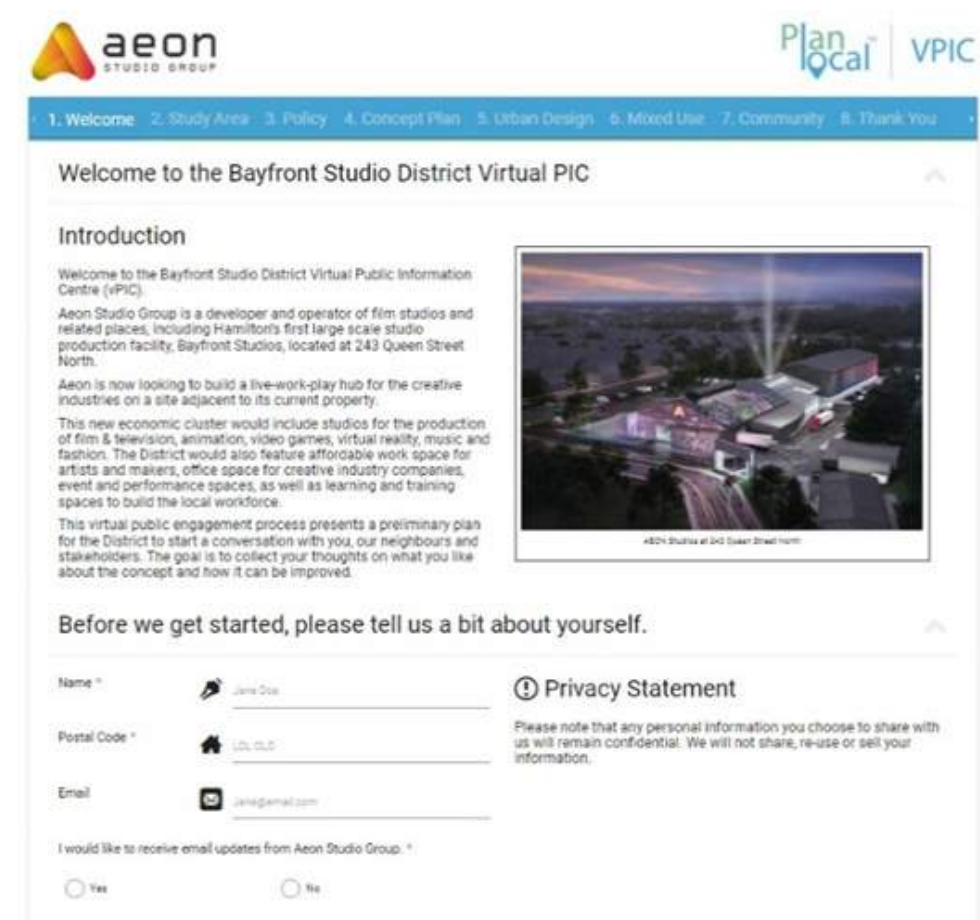 aeon
STUDIO GROUP
Plan Local™ VPIC
1. Welcome 2. Study Area 3. Policy 4. Concept Plan 5. Urban Design 6. Mixed Use 7. Community 8. Thank You
Welcome to the Bayfront Studio District Virtual PIC
Introduction
Welcome to the Bayfront Studio District Virtual Public Information
Centre (vPIC).
Aeon Studio Group is a developer and operator of film studios and
related places, including Hamilton's first large scale studio
production facility, Bayfront Studios, located at 243 Queen Street
North.
Aeon is now looking to build a live-work-play hub for the creative
industries on a site adjacent to its current property.
This new economic cluster would include studios for the production
of film & television, animation, video games, virtual reality, music and
fashion. The District would also feature affordable work space for
artists and makers, office space for creative industry companies,
event and performance spaces, as well as learning and training
spaces to build the local workforce.
This virtual public engagement process presents a preliminary plan
for the District to start a conversation with you, our neighbours and
stakeholders. The goal is to collect your thoughts on what you like
about the concept and how it can be improved.
AEON Studios at 243 Queen Street North
Before we get started, please tell us a bit about yourself.
Name *
Jane Doe
Postal Code *
Email
Jane@email.com
I would like to receive email updates from Aeon Studio Group. *
Yes No
Privacy Statement
Please note that any personal information you choose to share with
us will remain confidential. We will not share, re-use or sell your
information.